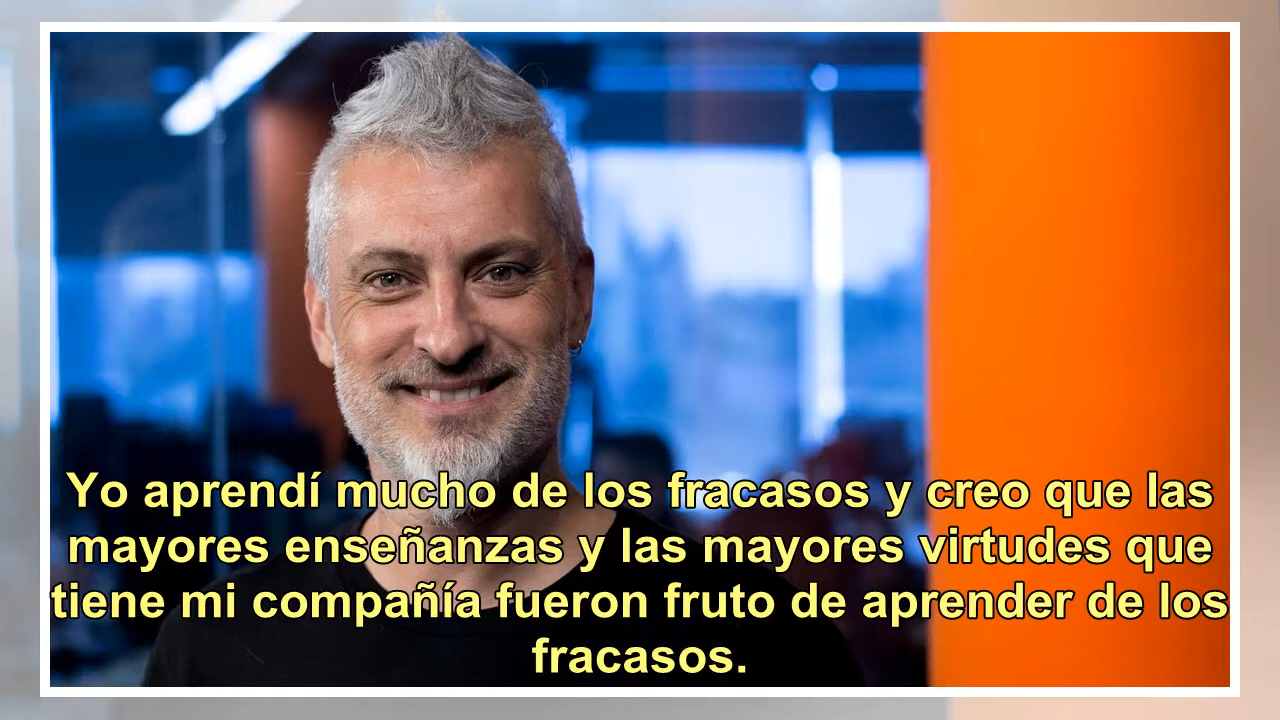 Yo aprendí mucho de los fracasos y creo que las
mayores enseñanzas y las mayores virtudes que
tiene mi compañía fueron fruto de aprender de los
fracasos.